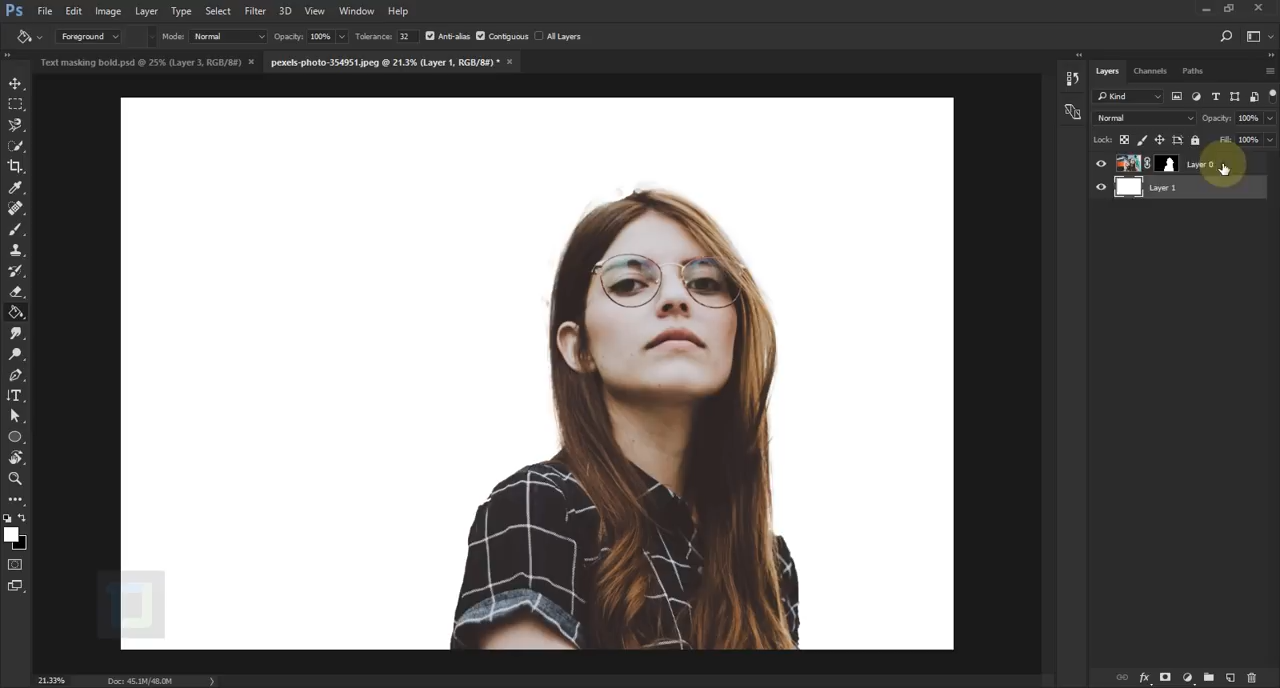 Ps File Edit Image Layer Type Select Filter 3D View Window Help
Foreground Mode: Normal Opacity: 100% Tolerance: 32 Anti-alias Contiguous All Layers
Text masking bold.psd @ 25% (Layer 3, RGB/8#) × pexels-photo-354951.jpeg @ 21.3% (Layer 1, RGB/8#) * ×
Layers Channels Paths
Kind
Normal Opacity: 100%
Lock: Fill: 100%
Layer 0
Layer 1
21.33% Doc: 45.1M/48.0M